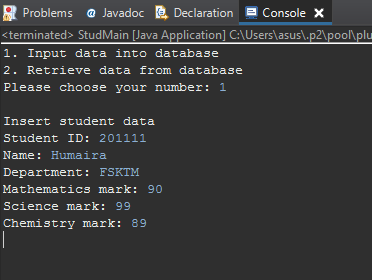 Problems @ Javadoc Declaration Console
<terminated> StudMain [Java Application] C:\Users\asus\.p2\pool\plu
1. Input data into database
2. Retrieve data from database
Please choose your number: 1
Insert student data
Student ID: 201111
Name: Humaira
Department: FSKTM
Mathematics mark: 90
Science mark: 99
Chemistry mark: 89